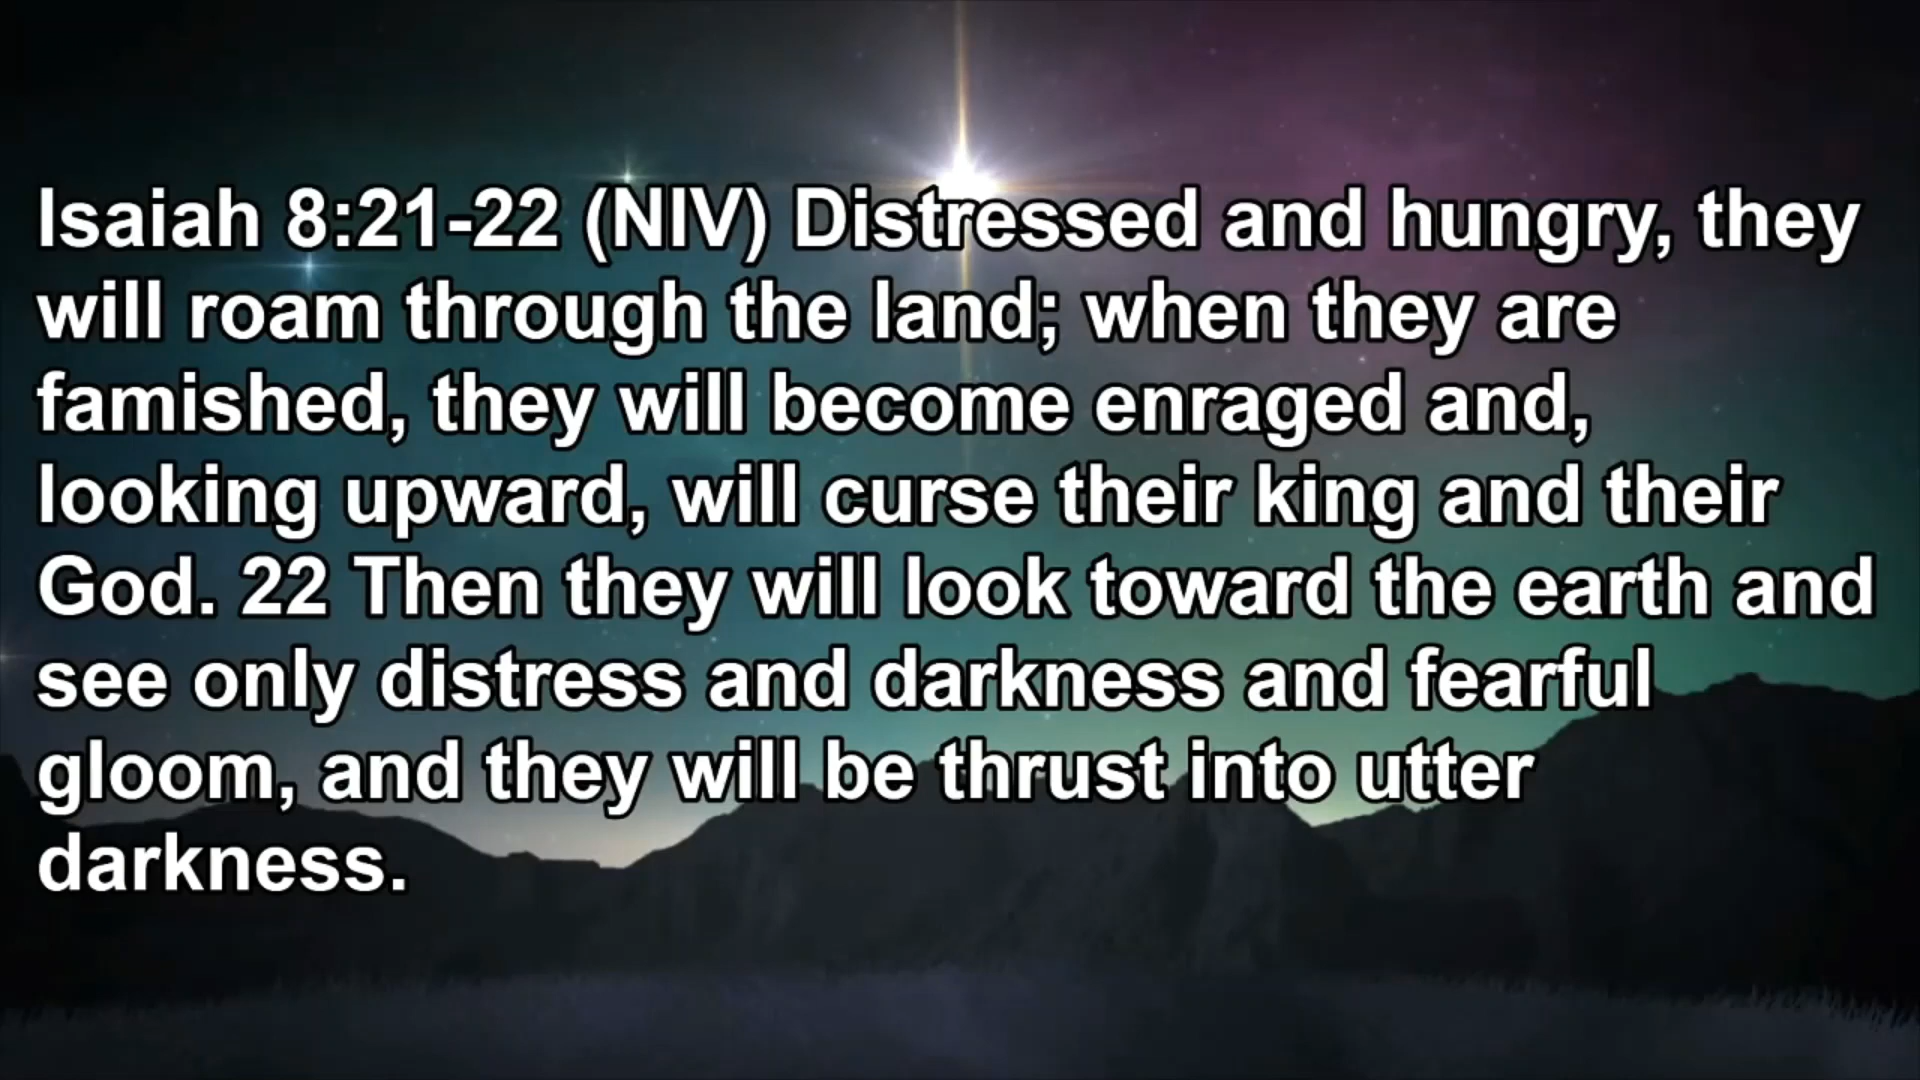 Isaiah 8:21-22 (NIV) Distressed and hungry, they
will roam through the land; when they are
famished, they will become enraged and,
looking upward, will curse their king and their
God. 22 Then they will look toward the earth and
see only distress and darkness and fearful
gloom, and they will be thrust into utter
darkness.